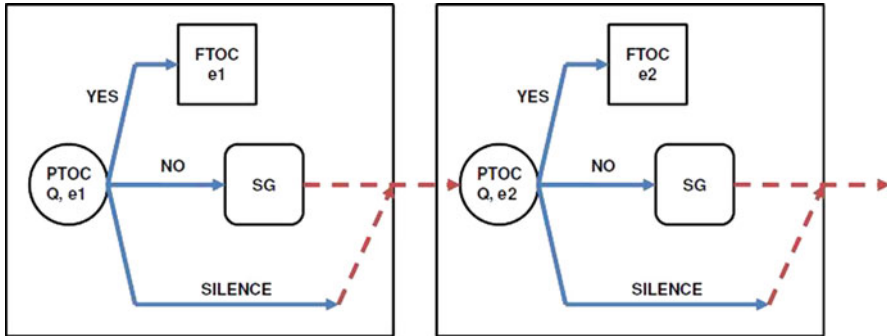 FTOC
e1
YES
PTOC
Q, e1
NO
SG
SILENCE
FTOC
e2
YES
PTOC
Q, e2
NO
SG
SILENCE